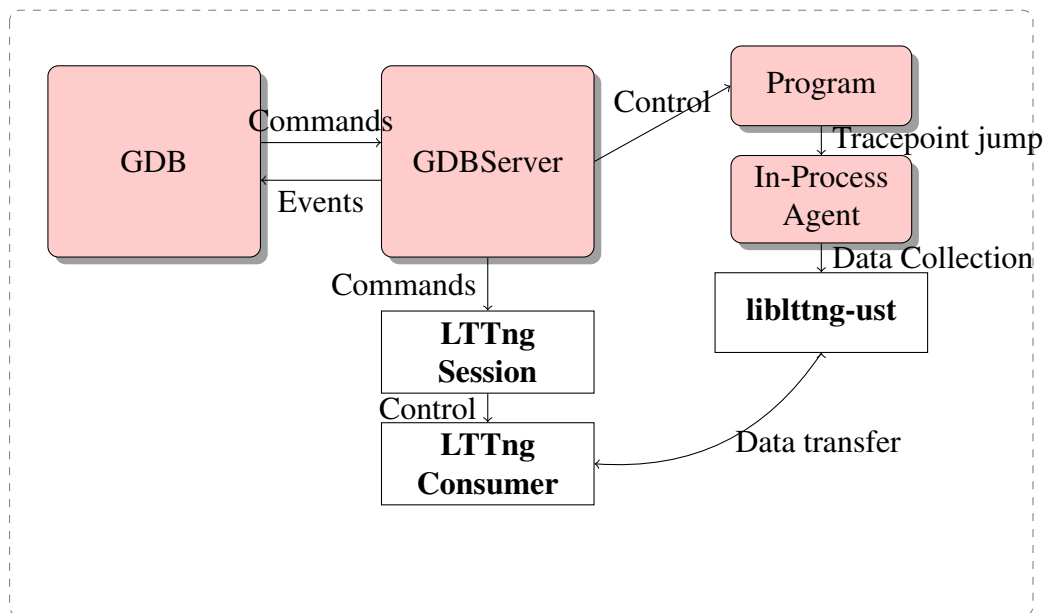 GDB
Commands
Events
GDBServer
Control
Program
Tracepoint jump
In-Process
Agent
Data Collection
liblttng-ust
Commands
LTTng
Session
Control
LTTng
Consumer
Data transfer